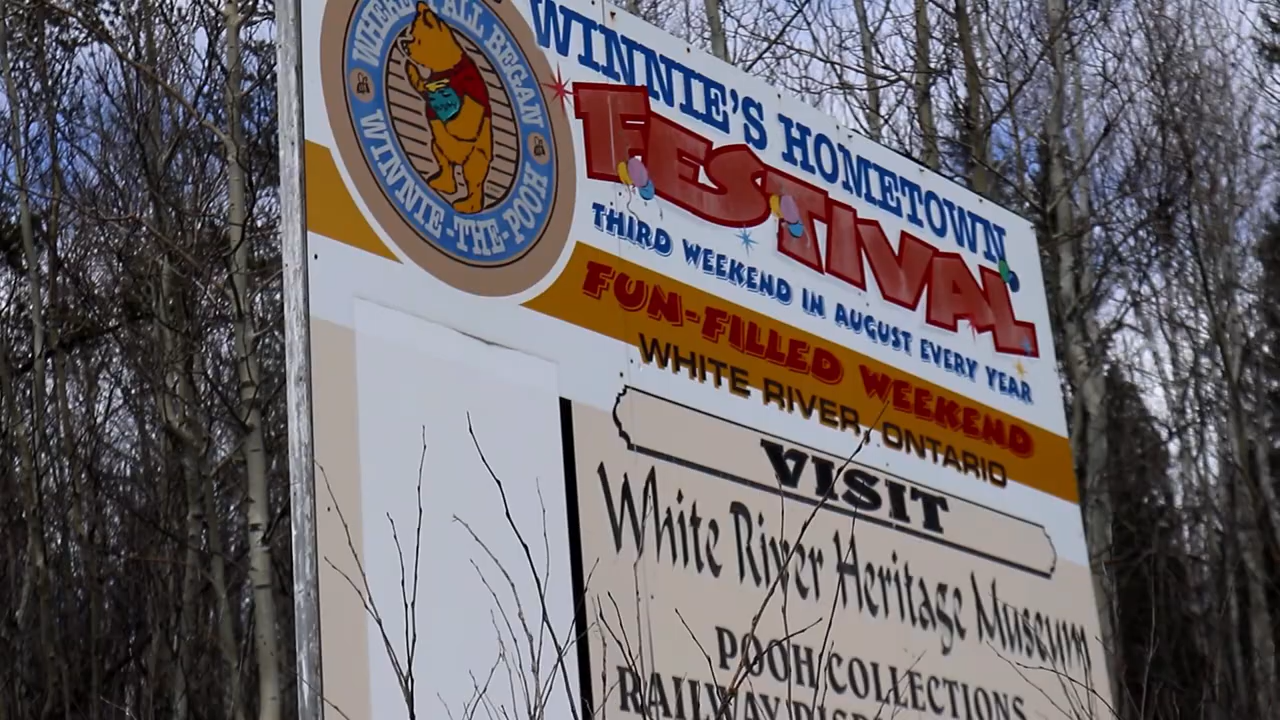 WHERE IT ALL BEGAN
WINNIE-THE-POOH
WINNIE'S HOMETOWN
FESTIVAL
THIRD WEEKEND IN AUGUST EVERY YEAR
FUN-FILLED WEEKEND
WHITE RIVER, ONTARIO
VISIT
White River Heritage Museum
POOH COLLECTIONS
RAILWAY